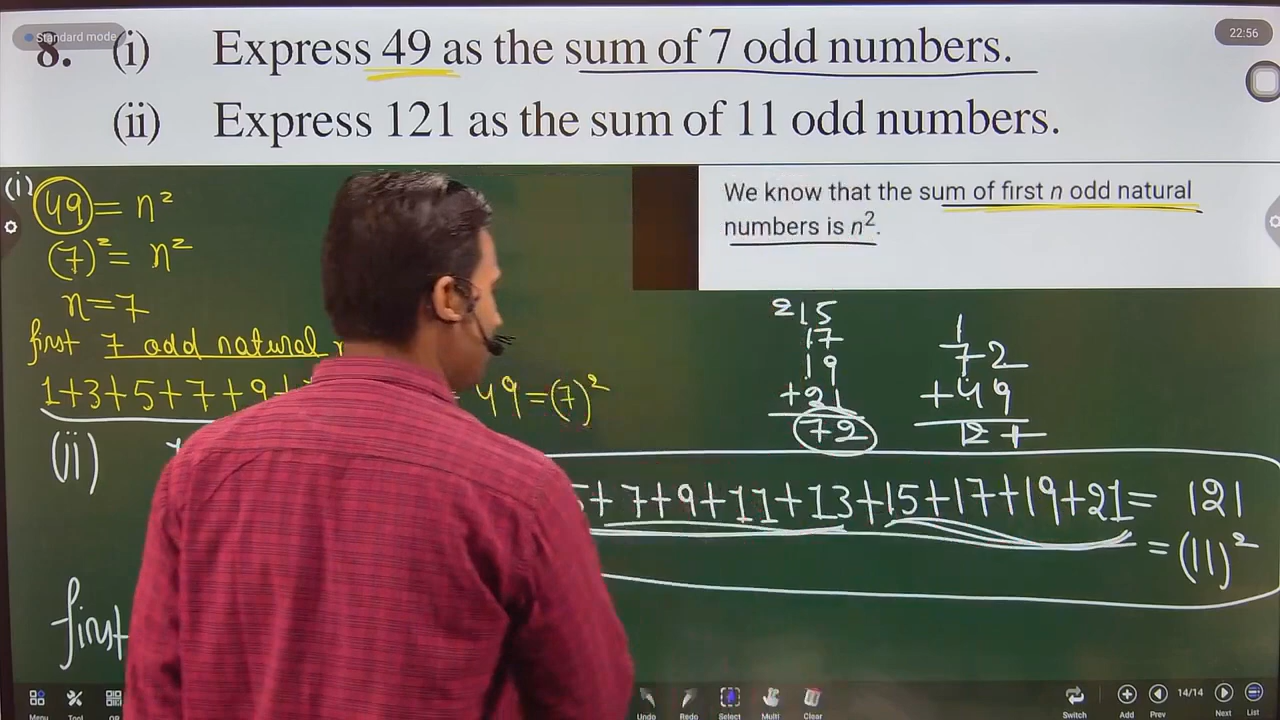 Standard mode
22:56
8. (i) Express 49 as the sum of 7 odd numbers.
(ii) Express 121 as the sum of 11 odd numbers.
We know that the sum of first n odd natural
numbers is n².
(i) 49 = n²
(7)² = n²
n = 7
first 7 odd natural
1+3+5+7+9+
49 = (7)²
2 15
17
19
+21
72
1
72
+49
121
(ii)
+7+9+11+13+15+17+19+21 = 121
= (11)²
first
Menu
Tool
QR
Undo
Redo
Select
Multi
Clear
Switch
Add
Prev
14/14
Next
List